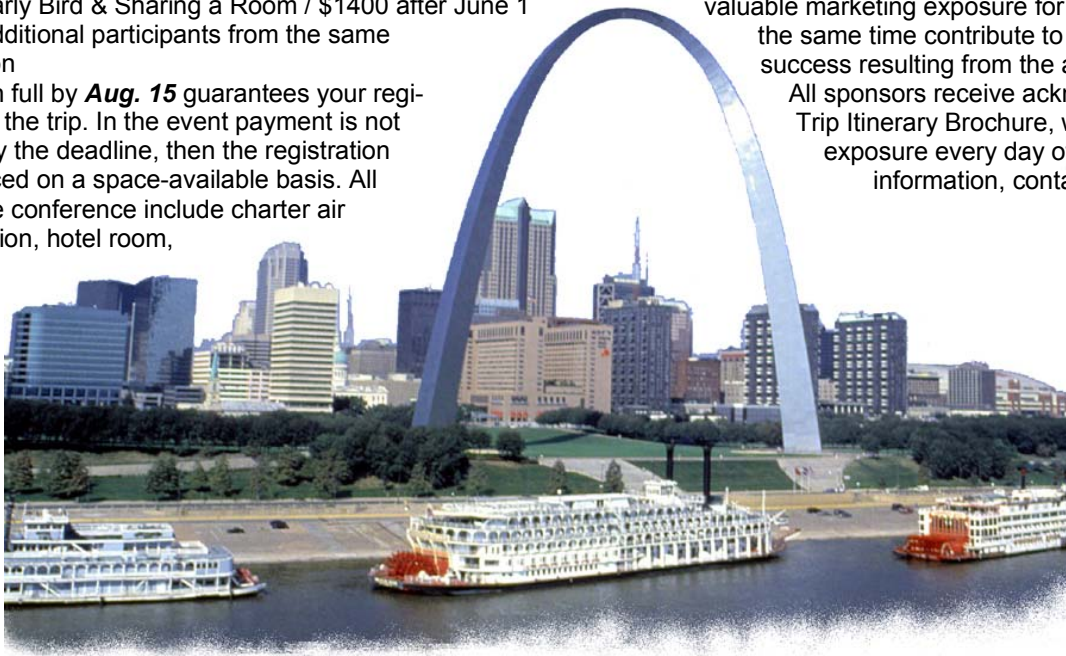 arly Bird & Sharing a Room / $1400 after June 1
dditional participants from the same
n
n full by Aug. 15 guarantees your regi-
the trip. In the event payment is not
y the deadline, then the registration
ced on a space-available basis. All
e conference include charter air
ion, hotel room,
valuable marketing exposure for
the same time contribute to
success resulting from the a
All sponsors receive ackn
Trip Itinerary Brochure, w
exposure every day o
information, conta